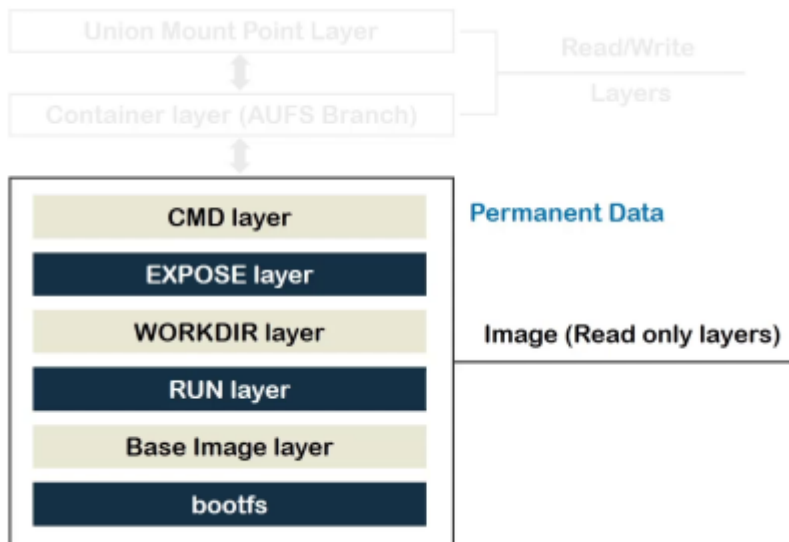 Union Mount Point Layer
Read/Write
Layers
Container layer (AUFS Branch)
CMD layer
Permanent Data
EXPOSE layer
WORKDIR layer
Image (Read only layers)
RUN layer
Base Image layer
bootfs